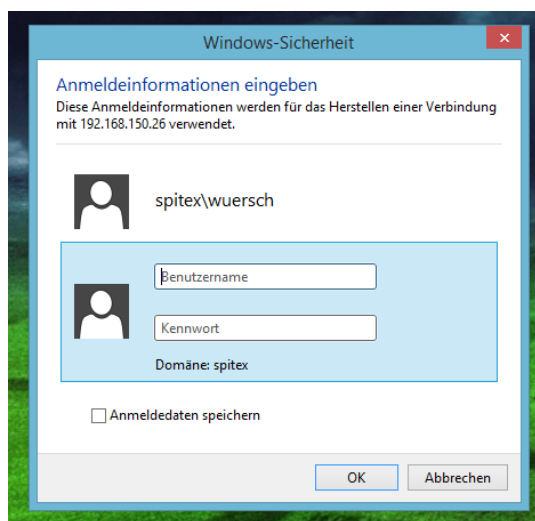 Windows-Sicherheit
Anmeldeinformationen eingeben
Diese Anmeldeinformationen werden für das Herstellen einer Verbindung
mit 192.168.150.26 verwendet.
spitex\wuersch
Benutzername
Kennwort
Domäne: spitex
Anmeldedaten speichern
OK Abbrechen